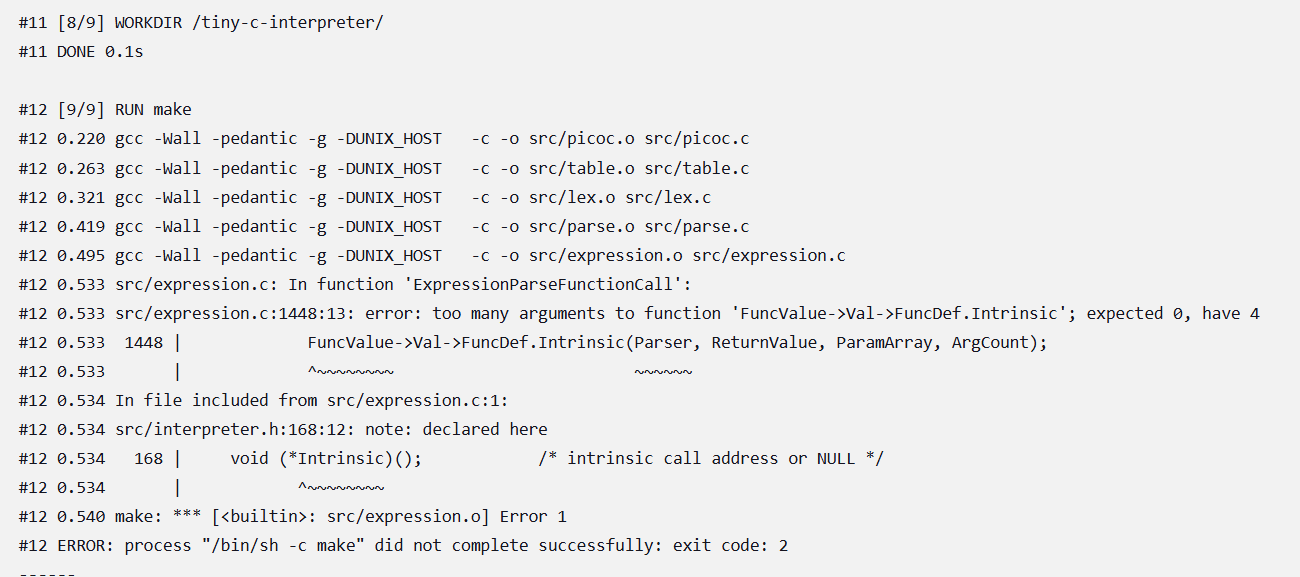 #11 [8/9] WORKDIR /tiny-c-interpreter/
#11 DONE 0.1s
#12 [9/9] RUN make
#12 0.220 gcc -Wall -pedantic -g -DUNIX_HOST   -c -o src/picoc.o src/picoc.c
#12 0.263 gcc -Wall -pedantic -g -DUNIX_HOST   -c -o src/table.o src/table.c
#12 0.321 gcc -Wall -pedantic -g -DUNIX_HOST   -c -o src/lex.o src/lex.c
#12 0.419 gcc -Wall -pedantic -g -DUNIX_HOST   -c -o src/parse.o src/parse.c
#12 0.495 gcc -Wall -pedantic -g -DUNIX_HOST   -c -o src/expression.o src/expression.c
#12 0.533 src/expression.c: In function 'ExpressionParseFunctionCall':
#12 0.533 src/expression.c:1448:13: error: too many arguments to function 'FuncValue->Val->FuncDef.Intrinsic'; expected 0, have 4
#12 0.533  1448 |             FuncValue->Val->FuncDef.Intrinsic(Parser, ReturnValue, ParamArray, ArgCount);
#12 0.533       |             ^~~~~~~~~                         ~~~~~~
#12 0.534 In file included from src/expression.c:1:
#12 0.534 src/interpreter.h:168:12: note: declared here
#12 0.534   168 |     void (*Intrinsic)();            /* intrinsic call address or NULL */
#12 0.534       |            ^~~~~~~~~
#12 0.540 make: *** [<builtin>: src/expression.o] Error 1
#12 ERROR: process "/bin/sh -c make" did not complete successfully: exit code: 2
------